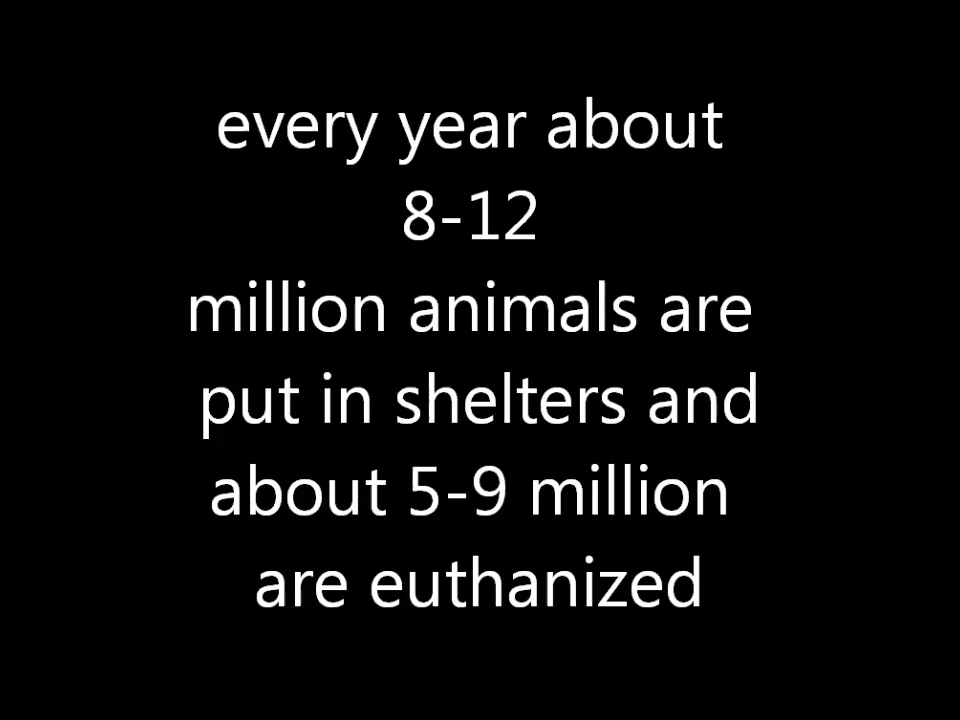 every year about
8-12
million animals are
put in shelters and
about 5-9 million
are euthanized